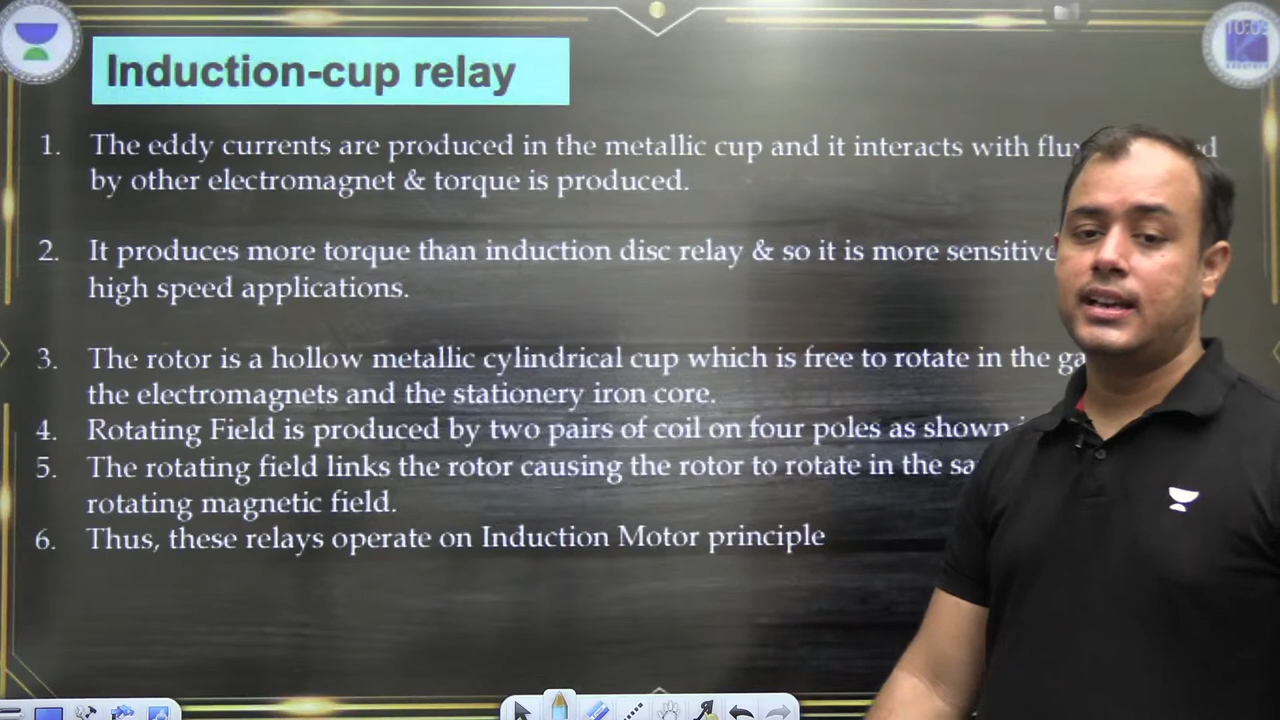 Induction-cup relay
1. The eddy currents are produced in the metallic cup and it interacts with
by other electromagnet & torque is produced.
2. It produces more torque than induction disc relay & so it is more sensitive
high speed applications.
3. The rotor is a hollow metallic cylindrical cup which is free to rotate in the
the electromagnets and the stationery iron core.
4. Rotating Field is produced by two pairs of coil on four poles as shown
5. The rotating field links the rotor causing the rotor to rotate in the
rotating magnetic field.
6. Thus, these relays operate on Induction Motor principle